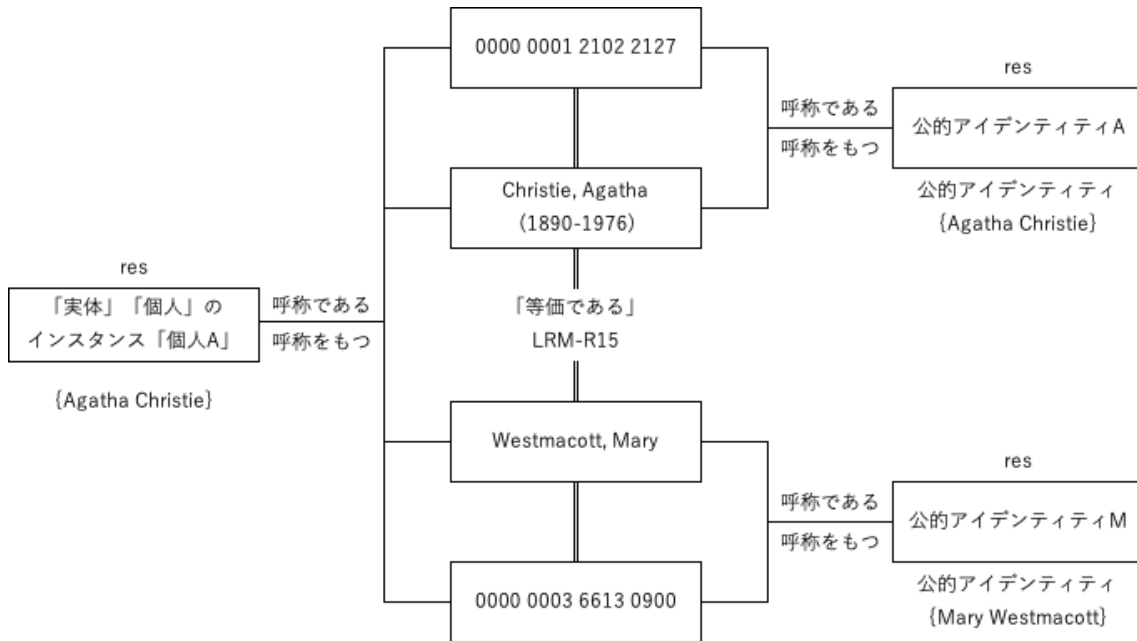 0000 0001 2102 2127
res
呼称である
呼称をもつ
公的アイデンティティA
公的アイデンティティ
{Agatha Christie}
Christie, Agatha
(1890-1976)
res
「実体」「個人」の
インスタンス「個人A」
{Agatha Christie}
呼称である
呼称をもつ
「等価である」
LRM-R15
Westmacott, Mary
res
呼称である
呼称をもつ
公的アイデンティティM
公的アイデンティティ
{Mary Westmacott}
0000 0003 6613 0900